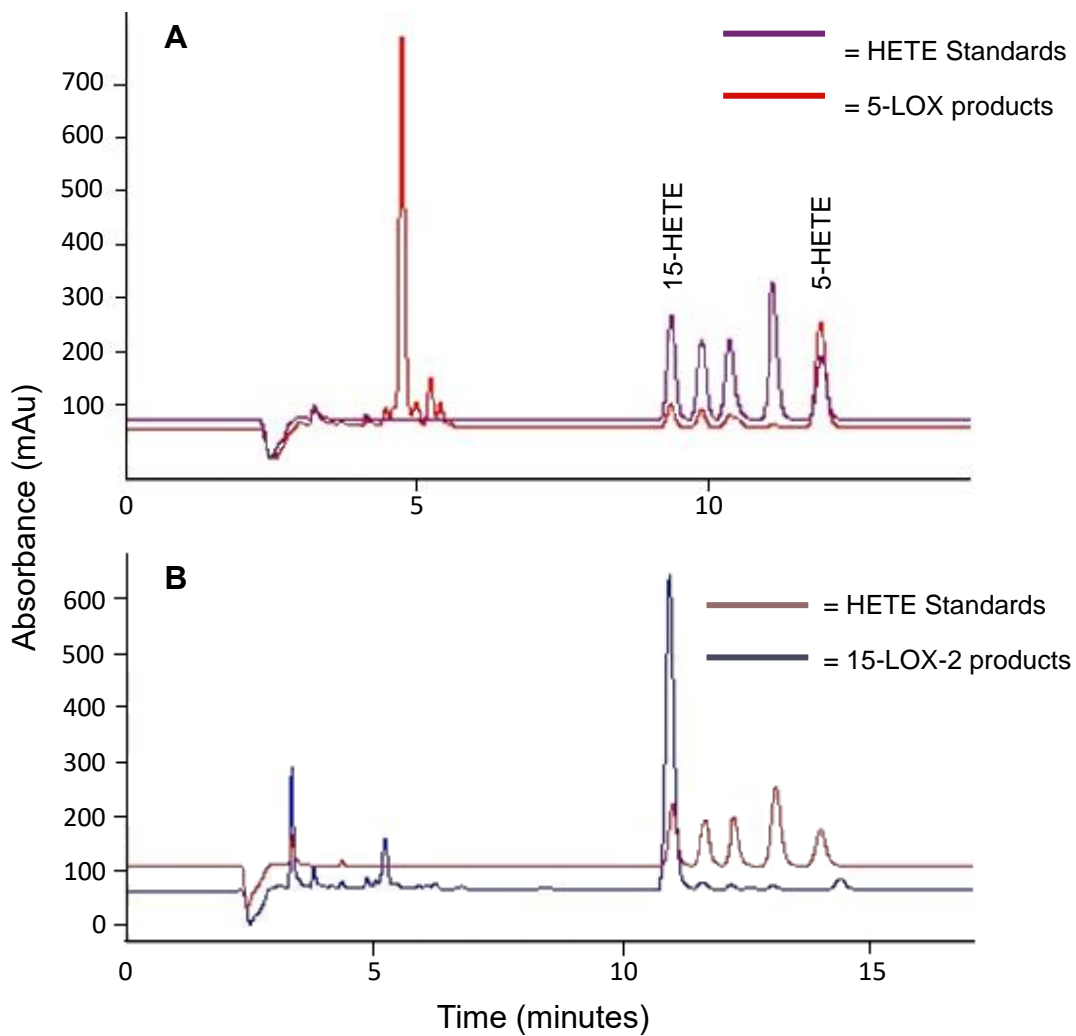 A
= HETE Standards
= 5-LOX products
700
600
500
400
300
200
100
15-HETE
5-HETE
0
5
10
Absorbance (mAu)
B
= HETE Standards
= 15-LOX-2 products
600
500
400
300
200
100
0
0
5
10
15
Time (minutes)